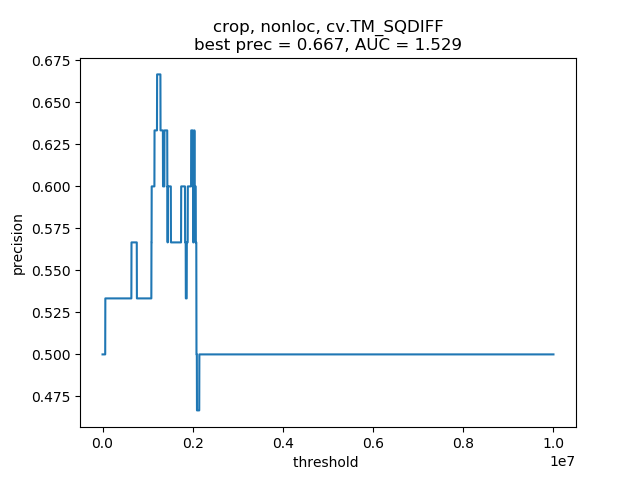 crop, nonloc, cv.TM_SQDIFF
best prec = 0.667, AUC = 1.529
0.675
0.650
0.625
0.600
0.575
0.550
0.525
0.500
0.475
precision
0.0 0.2 0.4 0.6 0.8 1.0
1e7
threshold